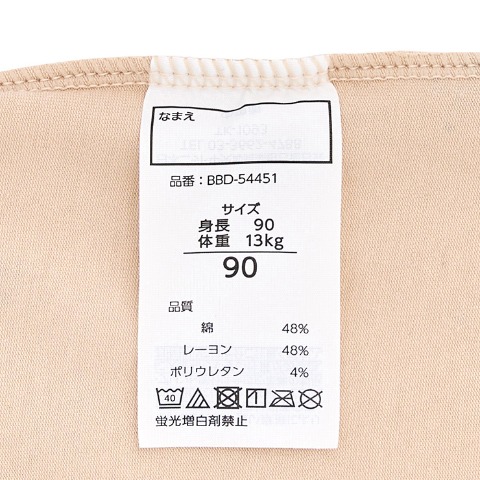 なまえ
品番：BBD-54451
サイズ
身長 90
体重 13kg
90
品質
綿 48%
レーヨン 48%
ポリウレタン 4%
40
蛍光増白剤禁止